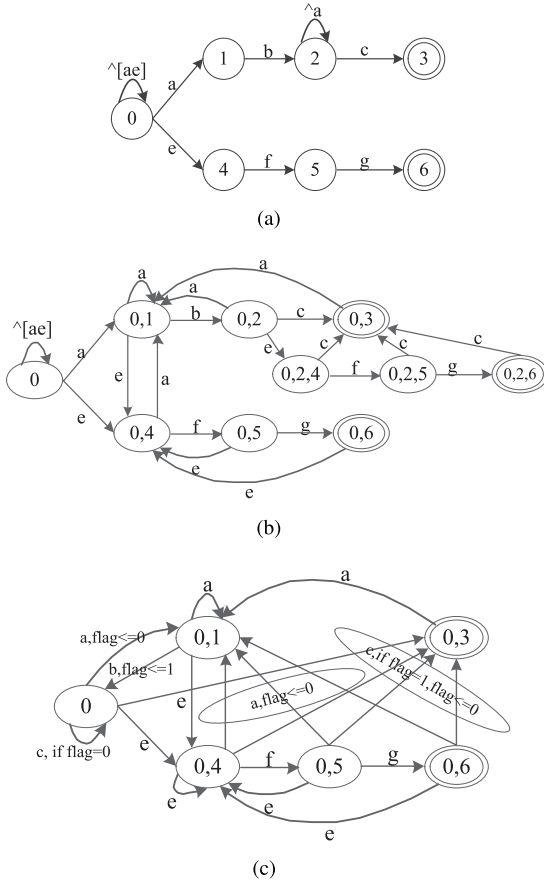 ^a
^[ae]
1
b
2
c
3
a
0
e
4
f
5
g
6
(a)
a
a
a
^[ae]
0,1
b
0,2
c
0,3
a
e
c
c
c
0
e
a
0,2,4
f
0,2,5
g
0,2,6
e
0,4
f
0,5
g
0,6
e
e
(b)
a
a
a,flag<=0
0,1
0,3
b,flag<=1
c,if flag=1,flag<=0
0
a,flag<=0
e
c, if flag=0
e
0,4
f
0,5
g
0,6
e
e
e
(c)